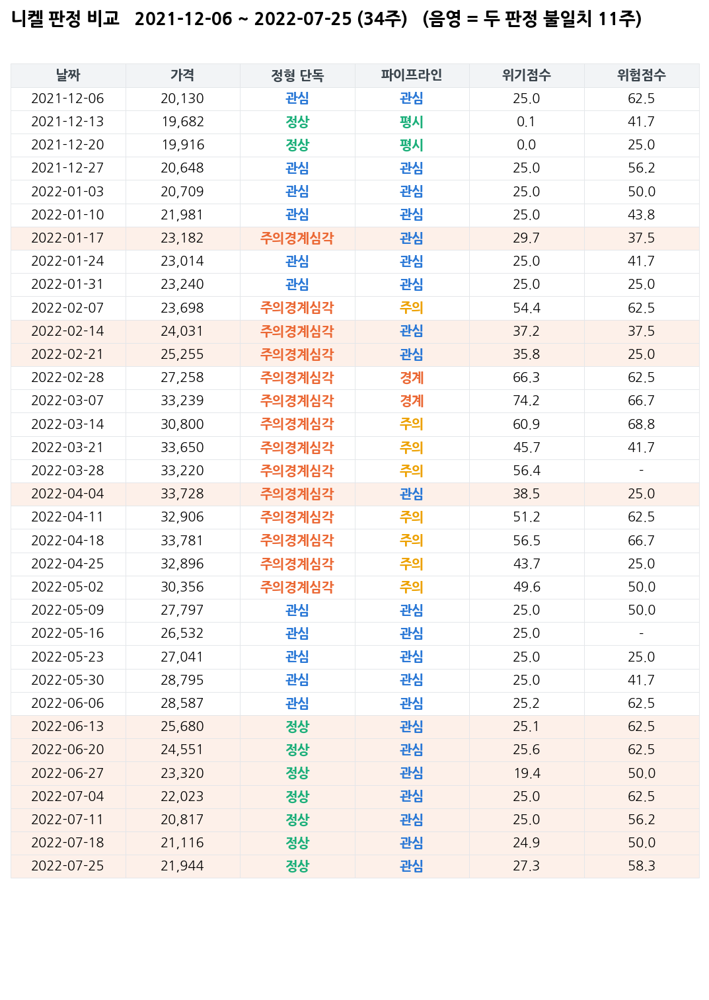 니켈 판정 비교 2021-12-06 ~ 2022-07-25 (34주) (음영 = 두 판정 불일치 11주)
날짜 가격 정형 단독 파이프라인 위기점수 위험점수
2021-12-06 20,130 관심 관심 25.0 62.5
2021-12-13 19,682 정상 평시 0.1 41.7
2021-12-20 19,916 정상 평시 0.0 25.0
2021-12-27 20,648 관심 관심 25.0 56.2
2022-01-03 20,709 관심 관심 25.0 50.0
2022-01-10 21,981 관심 관심 25.0 43.8
2022-01-17 23,182 주의경계심각 관심 29.7 37.5
2022-01-24 23,014 관심 관심 25.0 41.7
2022-01-31 23,240 관심 관심 25.0 25.0
2022-02-07 23,698 주의경계심각 주의 54.4 62.5
2022-02-14 24,031 주의경계심각 관심 37.2 37.5
2022-02-21 25,255 주의경계심각 관심 35.8 25.0
2022-02-28 27,258 주의경계심각 경계 66.3 62.5
2022-03-07 33,239 주의경계심각 경계 74.2 66.7
2022-03-14 30,800 주의경계심각 주의 60.9 68.8
2022-03-21 33,650 주의경계심각 주의 45.7 41.7
2022-03-28 33,220 주의경계심각 주의 56.4 -
2022-04-04 33,728 주의경계심각 관심 38.5 25.0
2022-04-11 32,906 주의경계심각 주의 51.2 62.5
2022-04-18 33,781 주의경계심각 주의 56.5 66.7
2022-04-25 32,896 주의경계심각 주의 43.7 25.0
2022-05-02 30,356 주의경계심각 주의 49.6 50.0
2022-05-09 27,797 관심 관심 25.0 50.0
2022-05-16 26,532 관심 관심 25.0 -
2022-05-23 27,041 관심 관심 25.0 25.0
2022-05-30 28,795 관심 관심 25.0 41.7
2022-06-06 28,587 관심 관심 25.2 62.5
2022-06-13 25,680 정상 관심 25.1 62.5
2022-06-20 24,551 정상 관심 25.6 62.5
2022-06-27 23,320 정상 관심 19.4 50.0
2022-07-04 22,023 정상 관심 25.0 62.5
2022-07-11 20,817 정상 관심 25.0 56.2
2022-07-18 21,116 정상 관심 24.9 50.0
2022-07-25 21,944 정상 관심 27.3 58.3